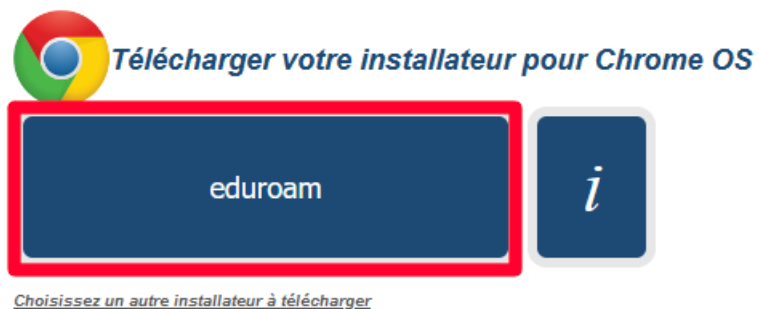 Télécharger votre installateur pour Chrome OS
eduroam
i
Choisissez un autre installateur à télécharger